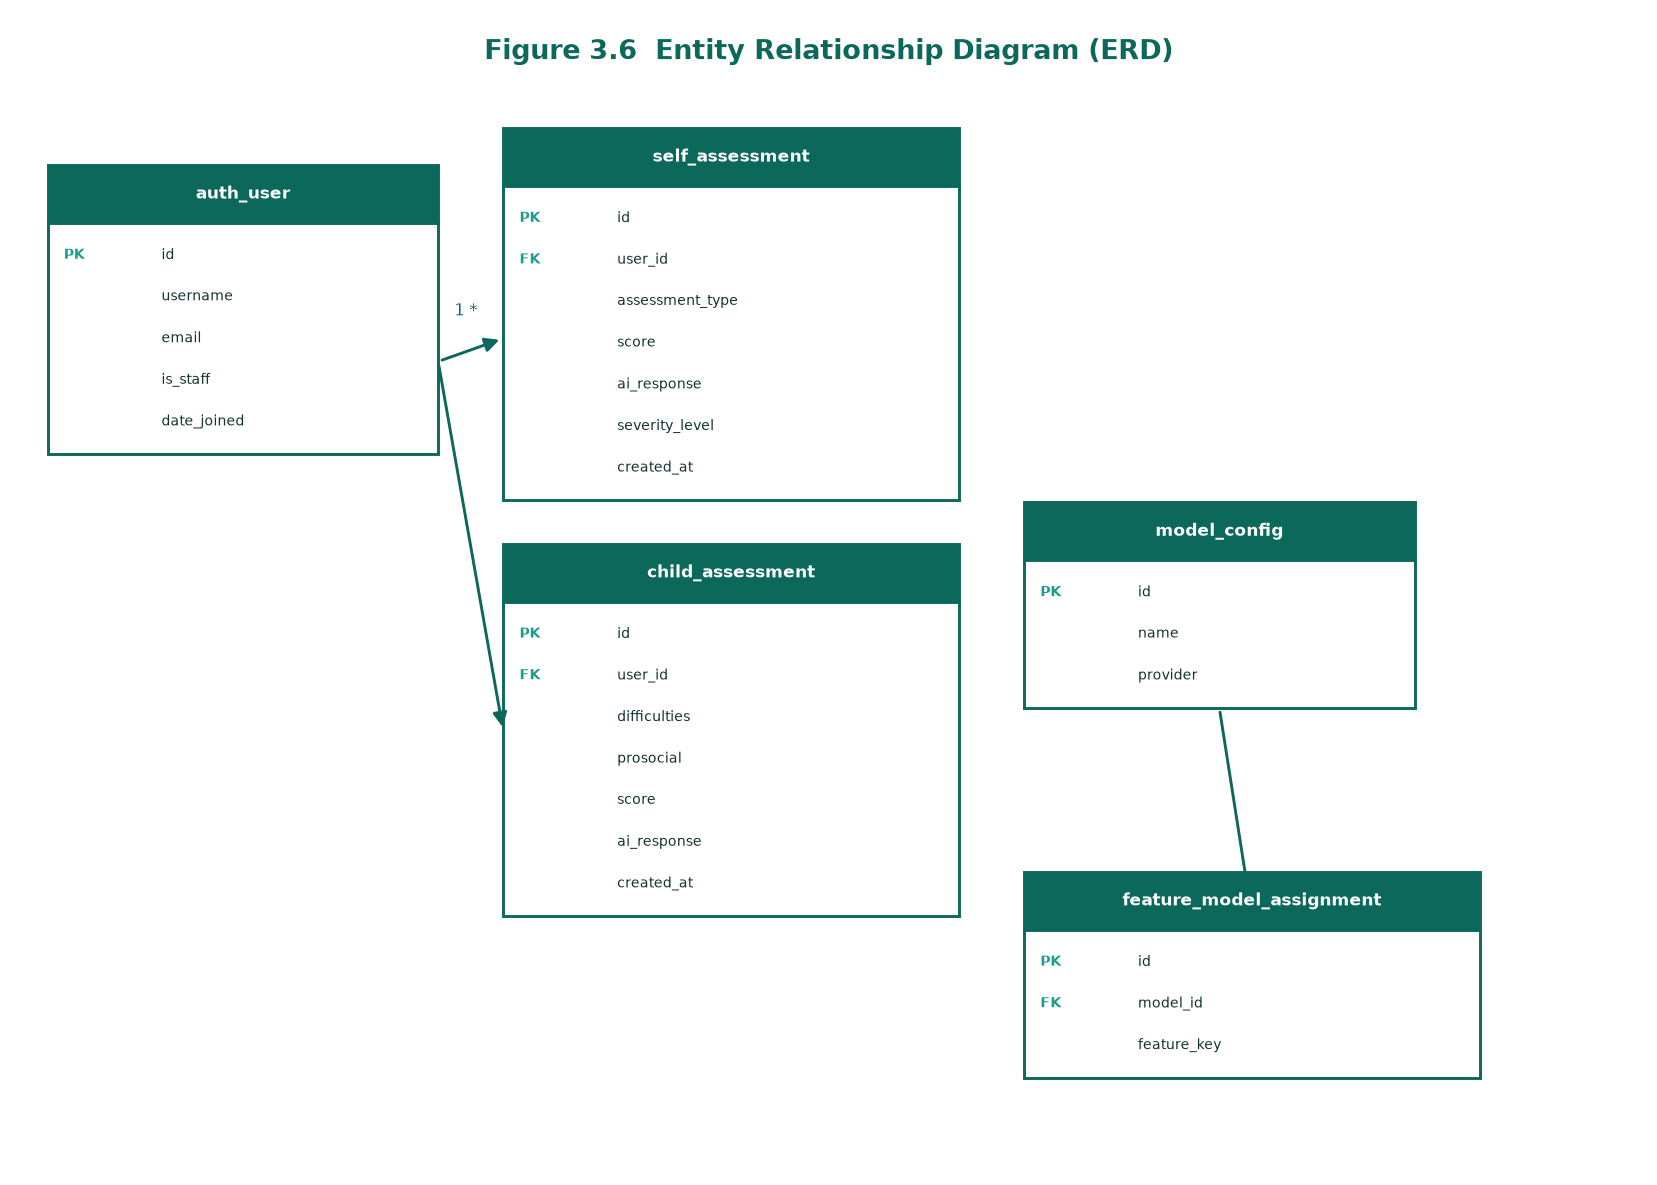 Figure 3.6  Entity Relationship Diagram (ERD)
auth_user
PK id
username
email
is_staff
date_joined
1 *
self_assessment
PK id
FK user_id
assessment_type
score
ai_response
severity_level
created_at
child_assessment
PK id
FK user_id
difficulties
prosocial
score
ai_response
created_at
model_config
PK id
name
provider
feature_model_assignment
PK id
FK model_id
feature_key